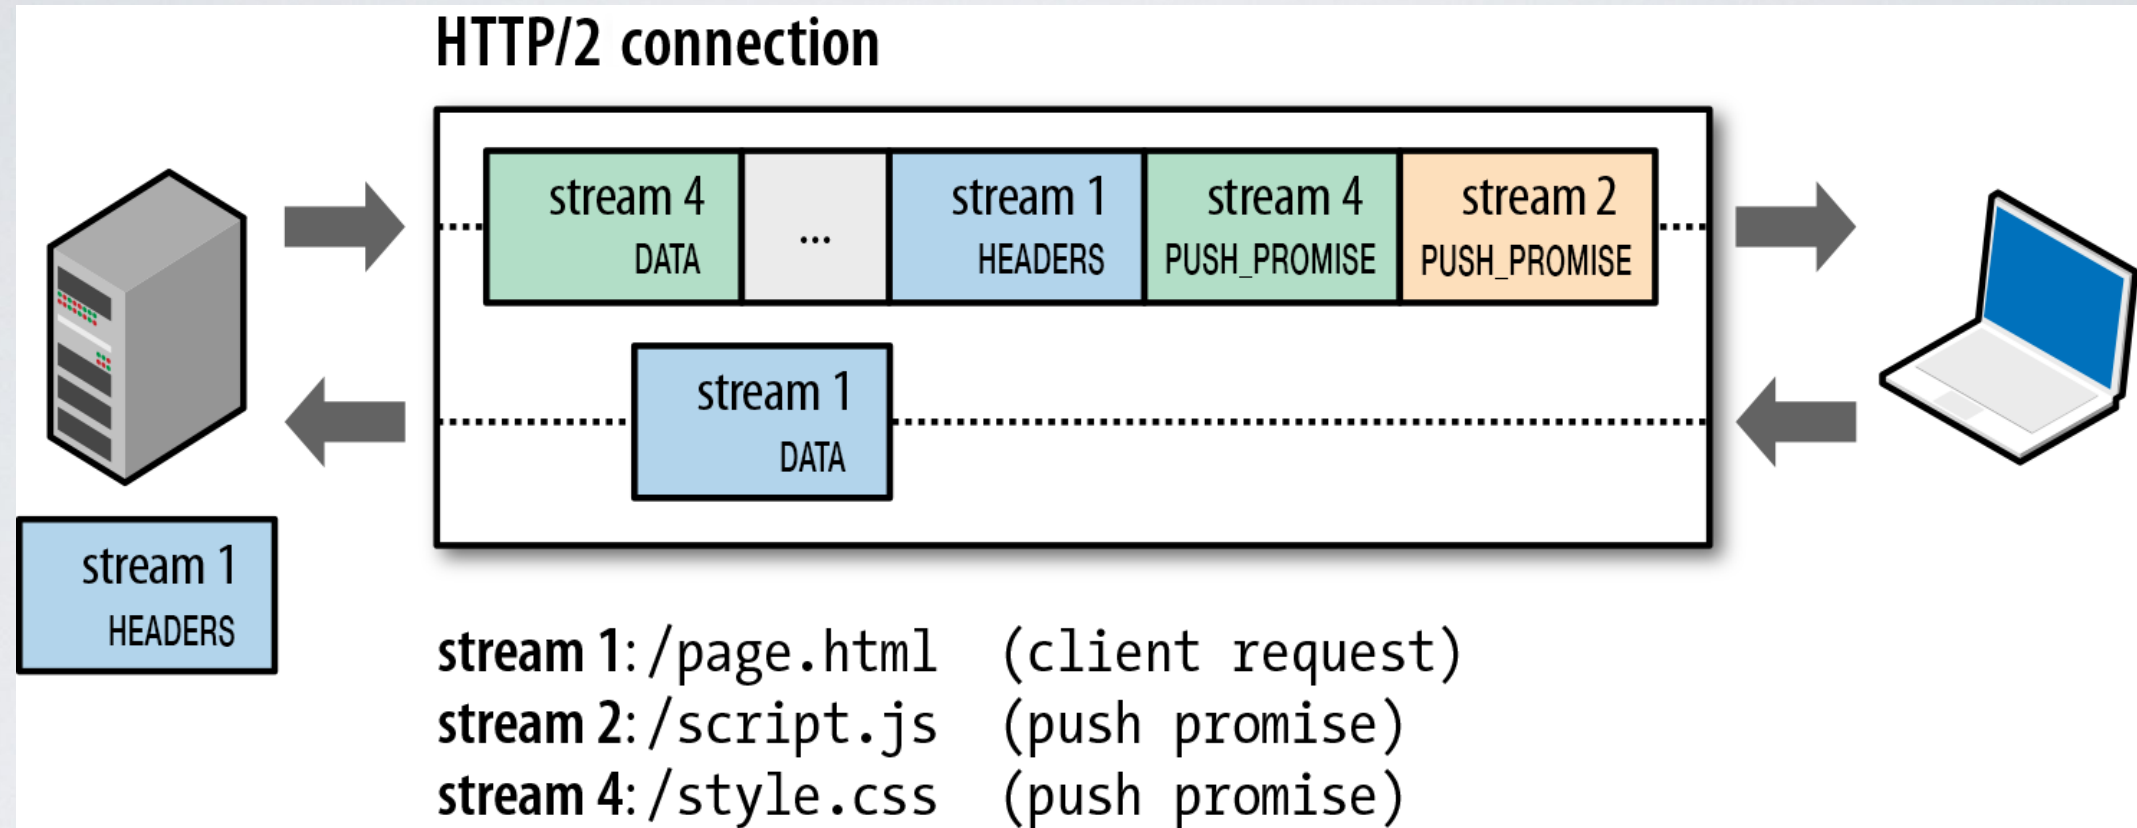 HTTP/2 connection
stream 4
DATA
...
stream 1
HEADERS
stream 4
PUSH_PROMISE
stream 2
PUSH_PROMISE
stream 1
DATA
stream 1
HEADERS
stream 1: /page.html (client request)
stream 2: /script.js (push promise)
stream 4: /style.css (push promise)